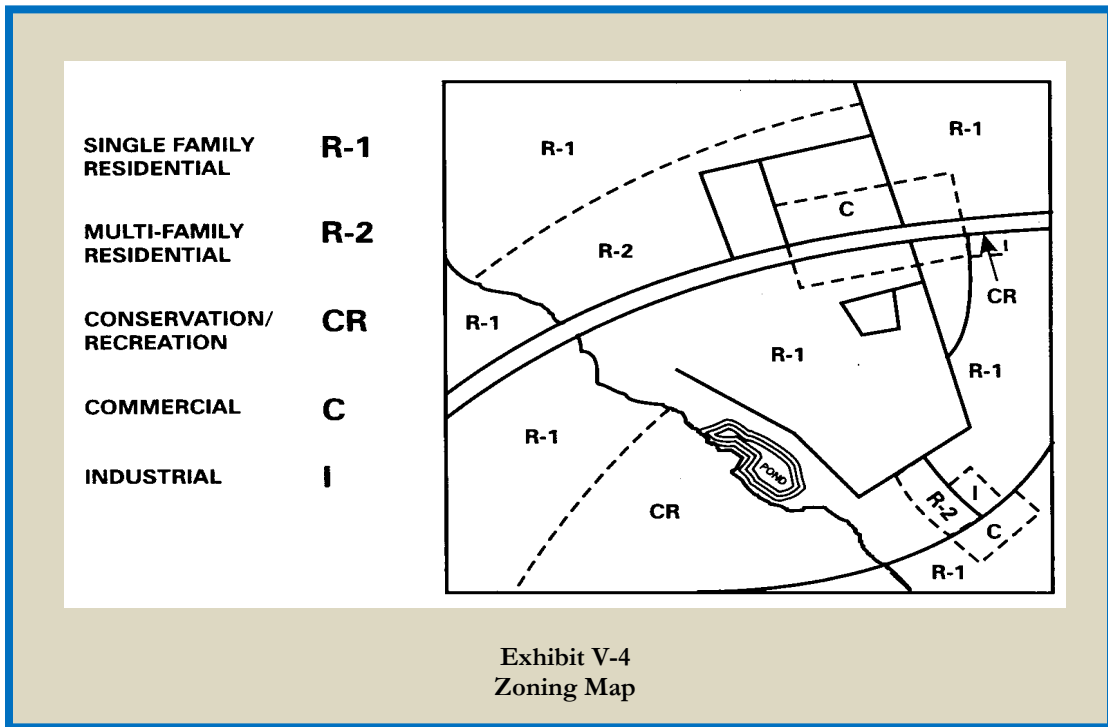 SINGLE FAMILY R-1
RESIDENTIAL
MULTI-FAMILY R-2
RESIDENTIAL
CONSERVATION/ CR
RECREATION
COMMERCIAL C
INDUSTRIAL I
R-1
R-1
C
R-2
I
CR
R-1
R-1
R-1
R-1
POND
CR
R-2
I
C
R-1
Exhibit V-4
Zoning Map